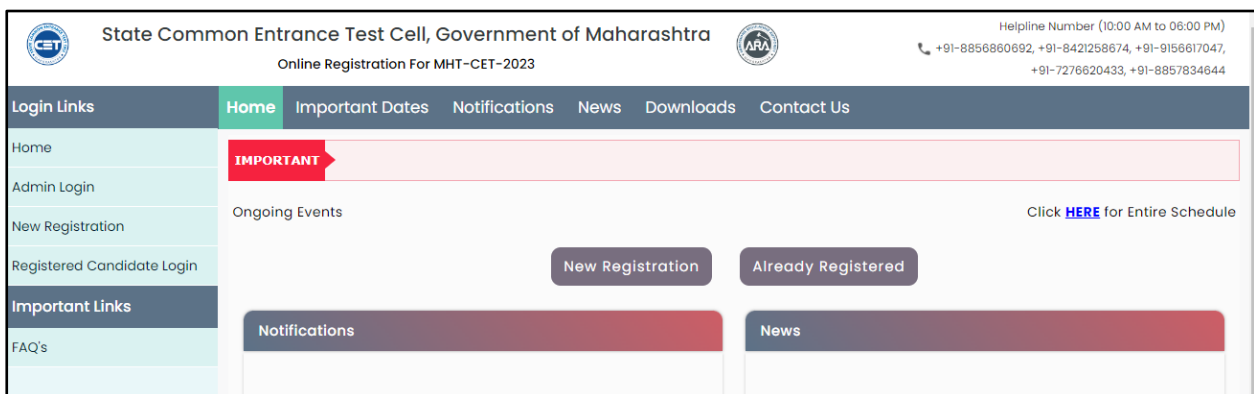 CET
State Common Entrance Test Cell, Government of Maharashtra
Online Registration For MHT-CET-2023
ARA
Helpline Number (10:00 AM to 06:00 PM)
+91-8856860692, +91-8421258674, +91-9156617047,
+91-7276620433, +91-8857834644
Login Links
Home
Admin Login
New Registration
Registered Candidate Login
Important Links
FAQ's
Home Important Dates Notifications News Downloads Contact Us
IMPORTANT
Ongoing Events
Click HERE for Entire Schedule
New Registration Already Registered
Notifications
News